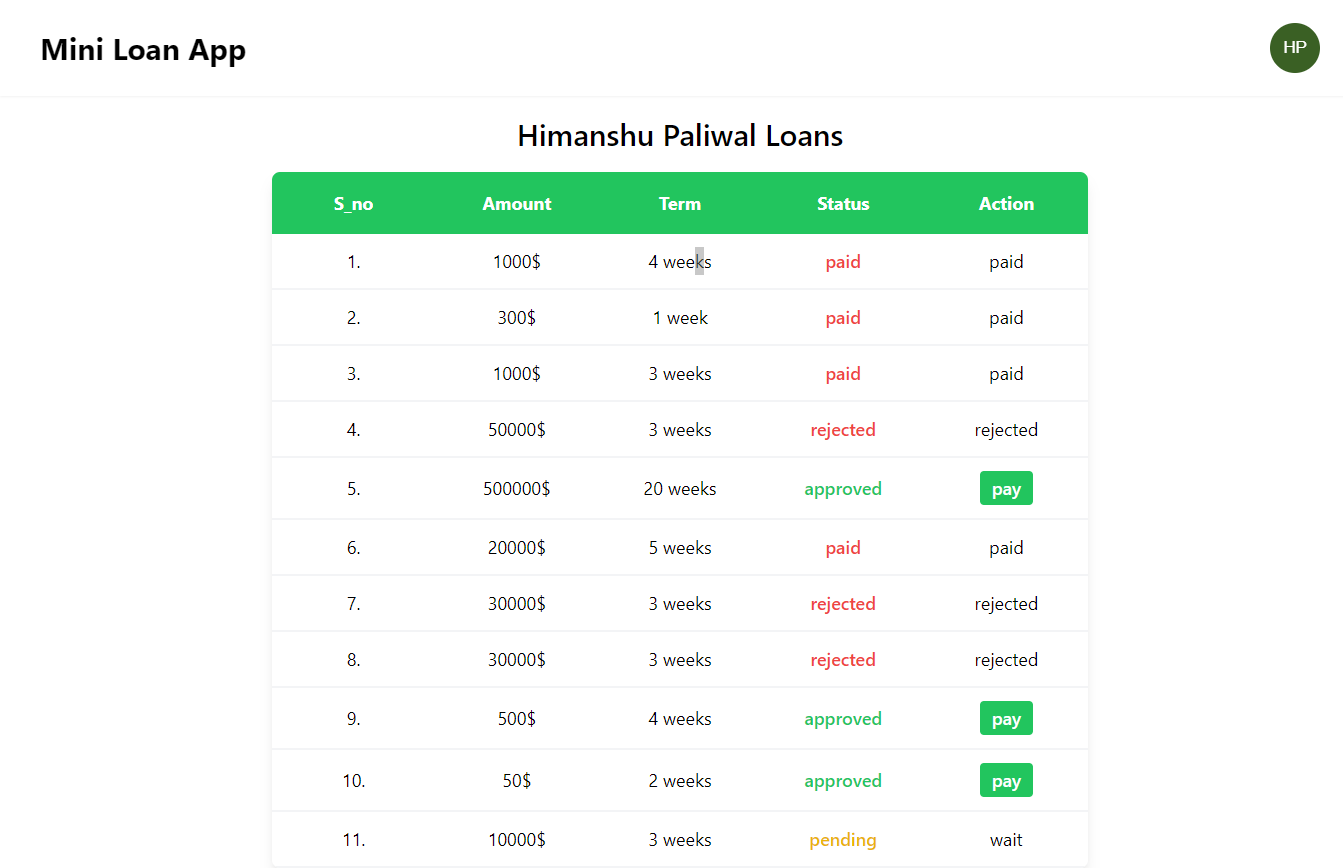 Mini Loan App
HP
Himanshu Paliwal Loans
S_no Amount Term Status Action
1. 1000$ 4 weeks paid paid
2. 300$ 1 week paid paid
3. 1000$ 3 weeks paid paid
4. 50000$ 3 weeks rejected rejected
5. 500000$ 20 weeks approved pay
6. 20000$ 5 weeks paid paid
7. 30000$ 3 weeks rejected rejected
8. 30000$ 3 weeks rejected rejected
9. 500$ 4 weeks approved pay
10. 50$ 2 weeks approved pay
11. 10000$ 3 weeks pending wait